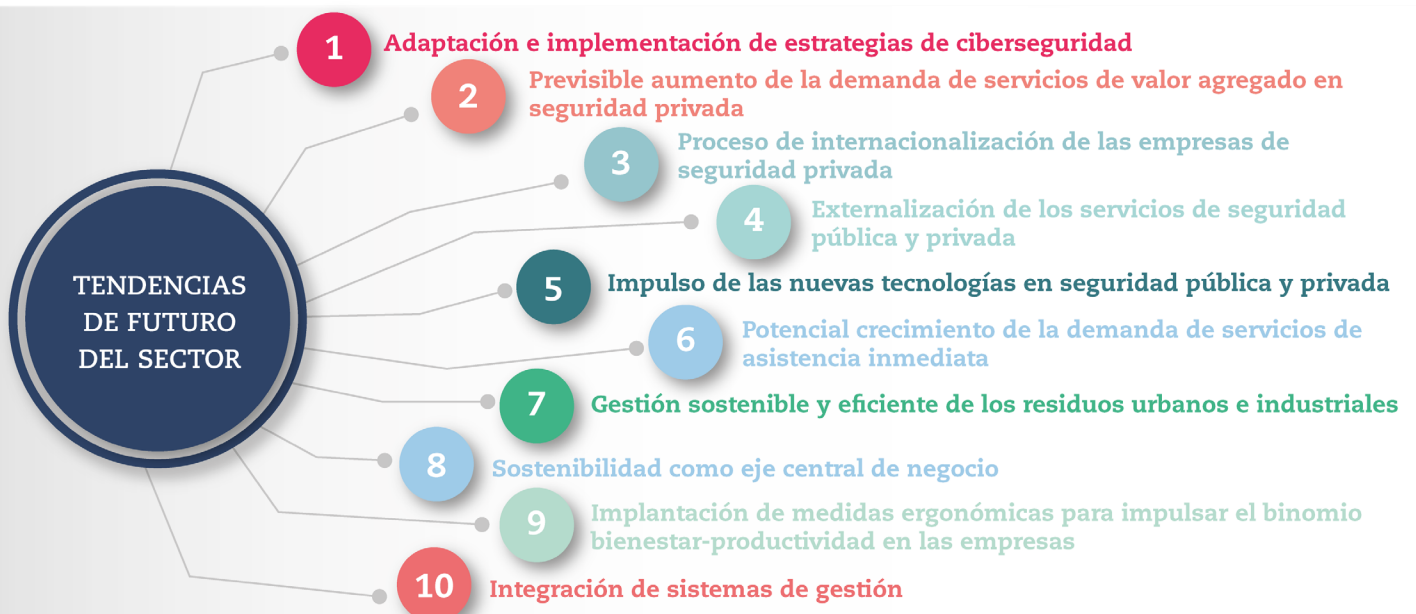 1
Adaptación e implementación de estrategias de ciberseguridad
2
Previsible aumento de la demanda de servicios de valor agregado en
seguridad privada
3
Proceso de internacionalización de las empresas de
seguridad privada
4
Externalización de los servicios de seguridad
pública y privada
TENDENCIAS
DE FUTURO
DEL SECTOR
5
Impulso de las nuevas tecnologías en seguridad pública y privada
6
Potencial crecimiento de la demanda de servicios de
asistencia inmediata
7
Gestión sostenible y eficiente de los residuos urbanos e industriales
8
Sostenibilidad como eje central de negocio
9
Implantación de medidas ergonómicas para impulsar el binomio
bienestar-productividad en las empresas
10
Integración de sistemas de gestión